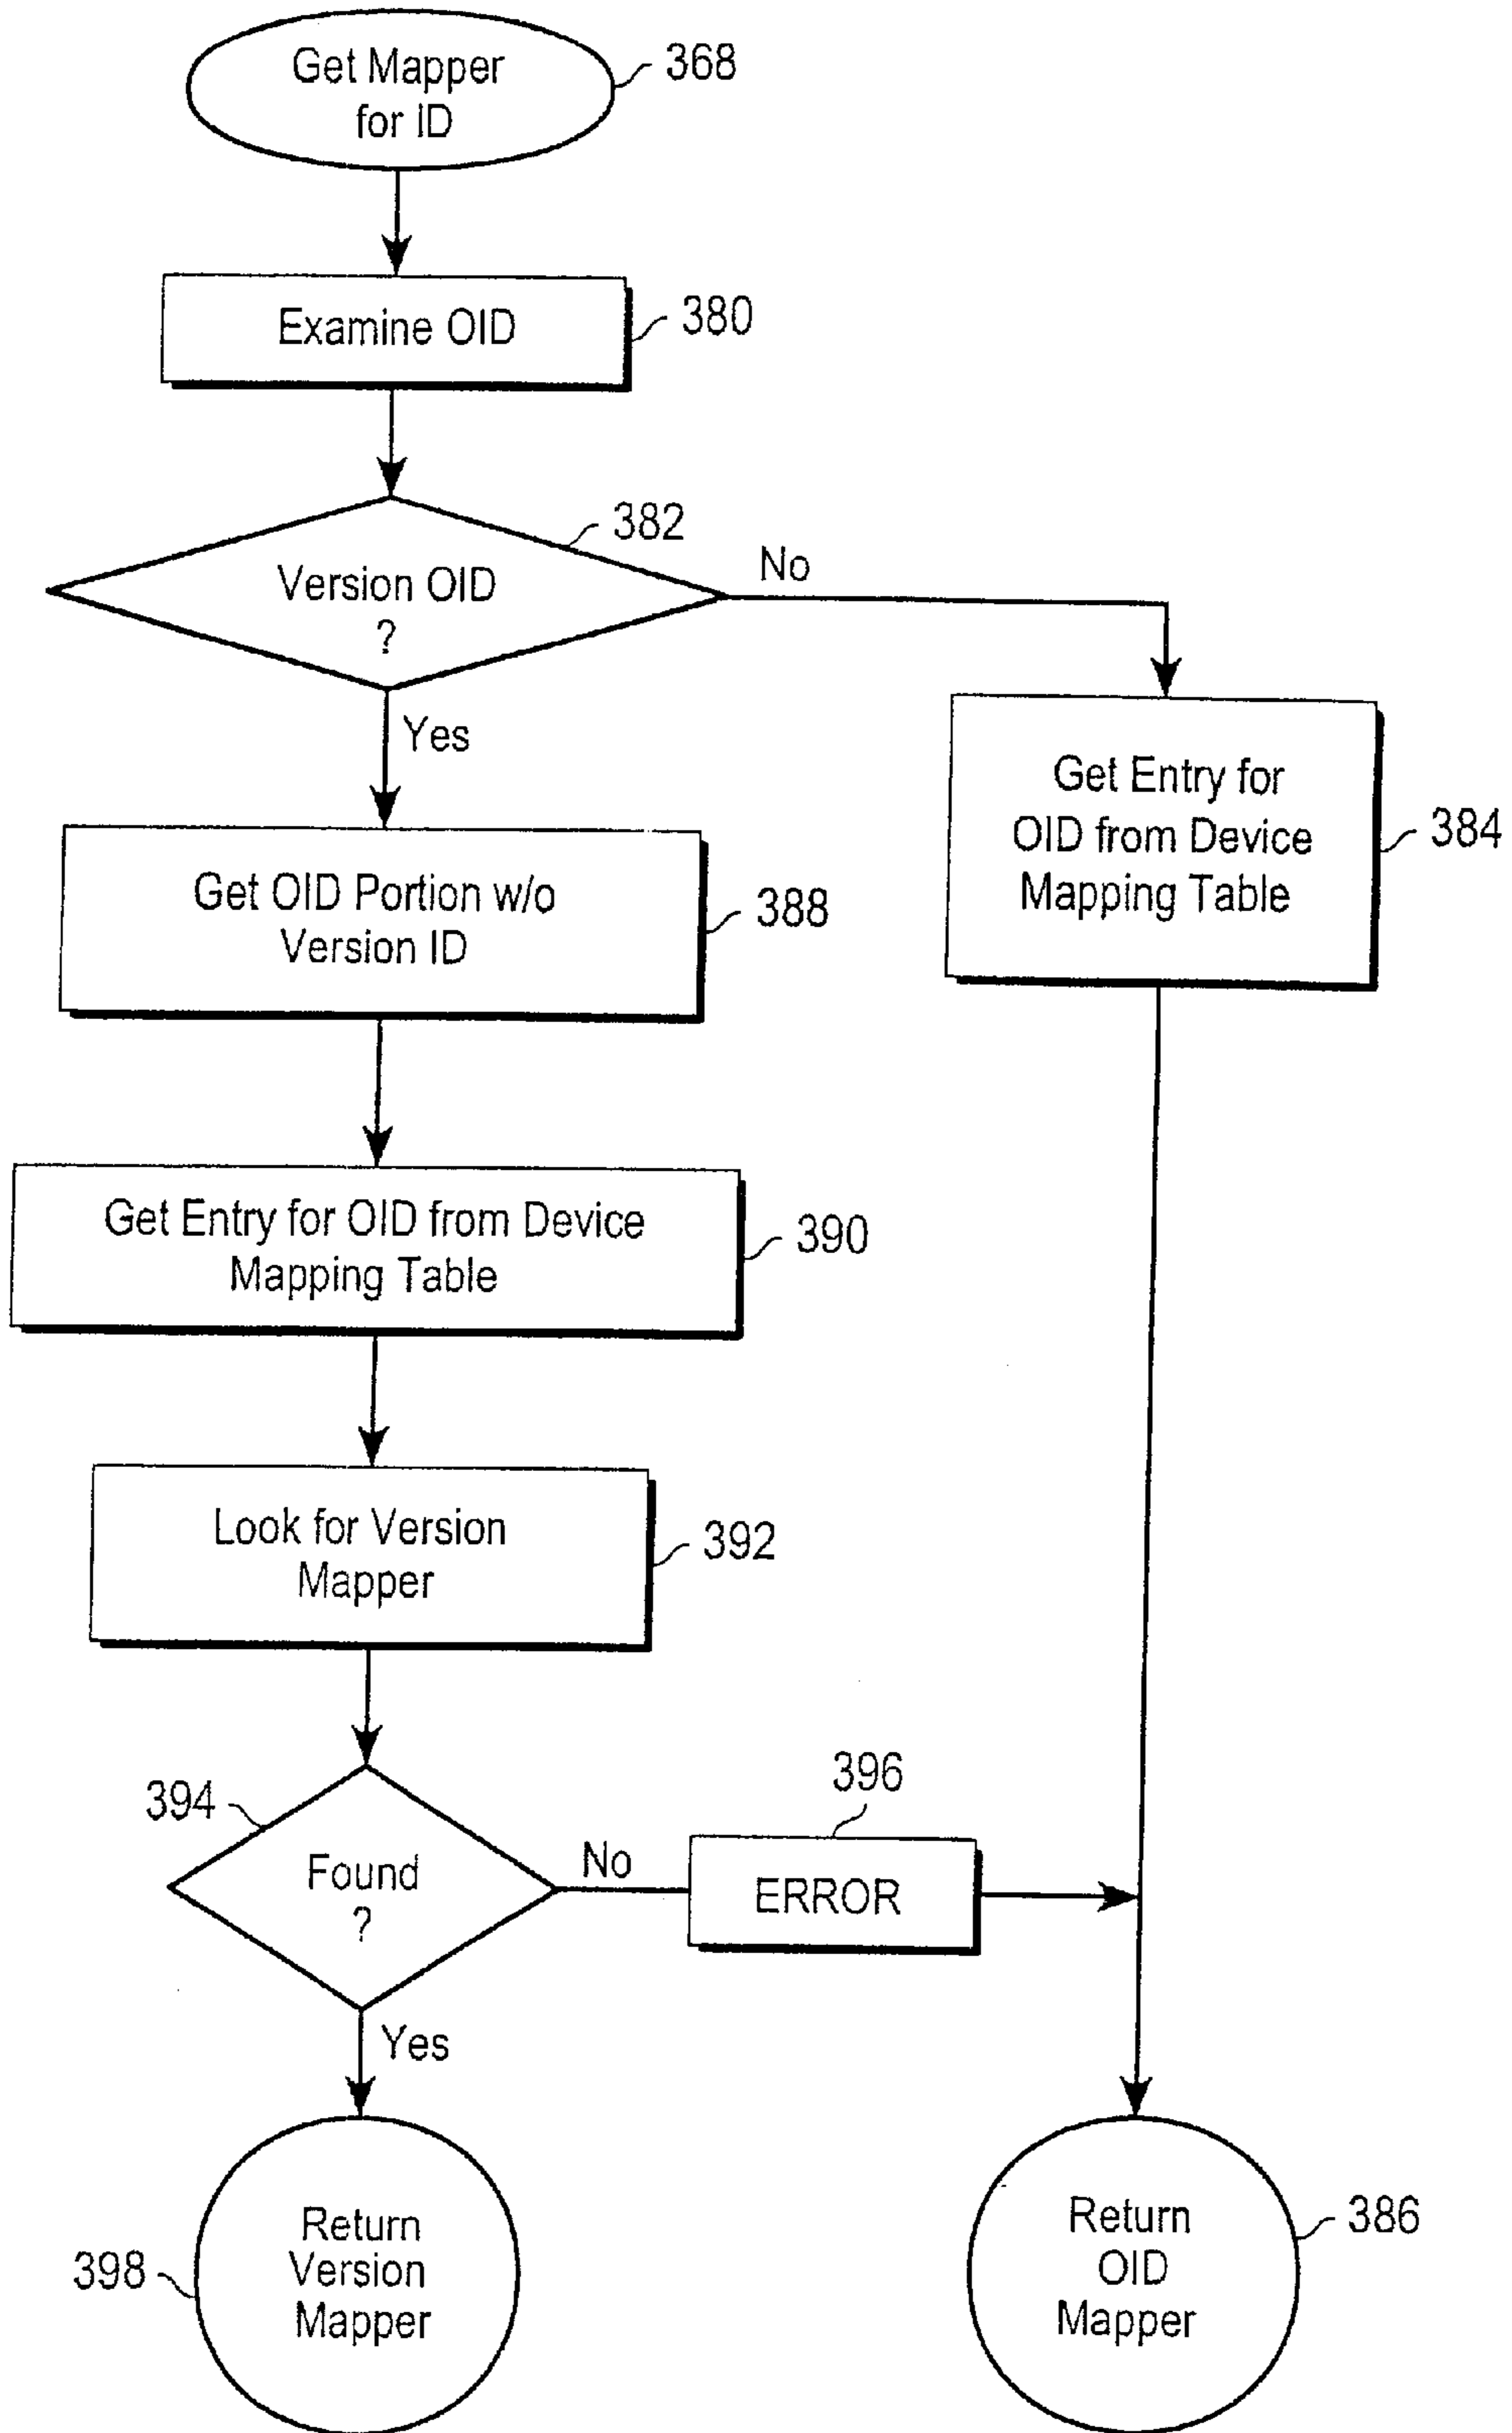 Get Mapper
for ID
368
Examine OID
380
382
Version OID
?
No
Yes
Get Entry for
OID from Device
Mapping Table
384
Get OID Portion w/o
Version ID
388
Get Entry for OID from Device
Mapping Table
390
Look for Version
Mapper
392
394
Found
?
No
396
ERROR
Yes
Return
Version
Mapper
398
Return
OID
Mapper
386